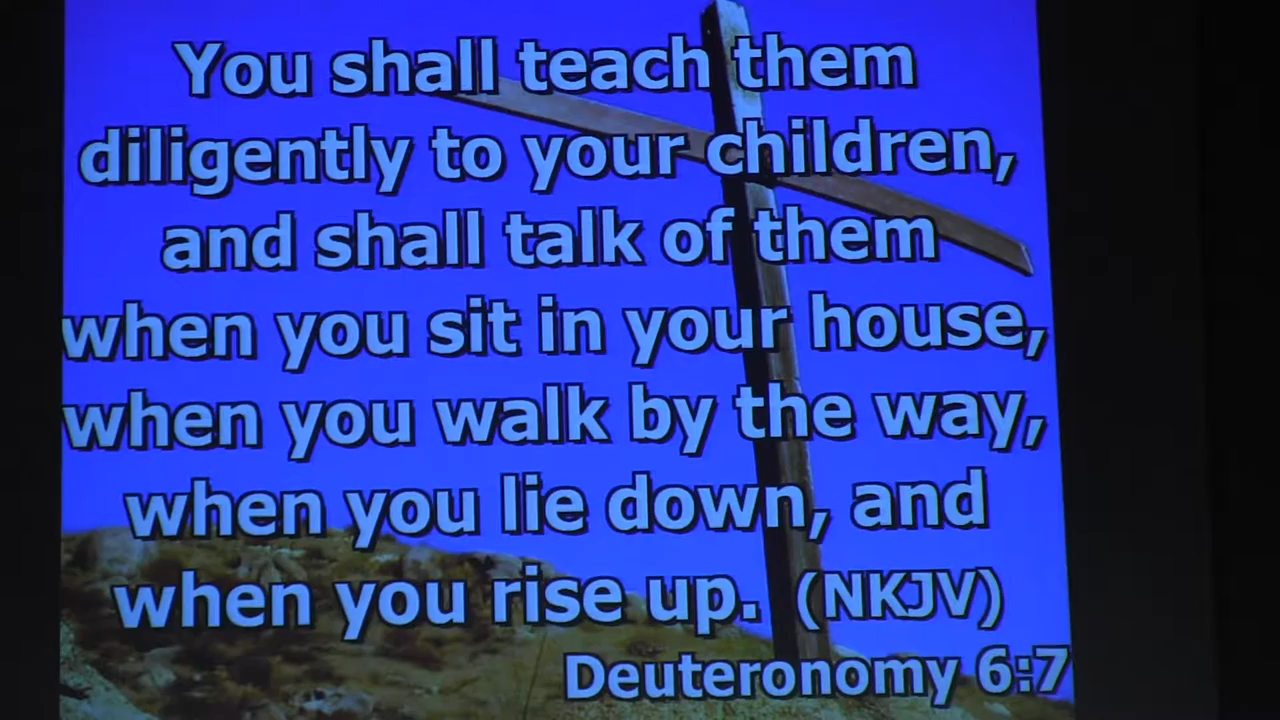 You shall teach them
diligently to your children,
and shall talk of them
when you sit in your house,
when you walk by the way,
when you lie down, and
when you rise up. (NKJV)
Deuteronomy 6:7